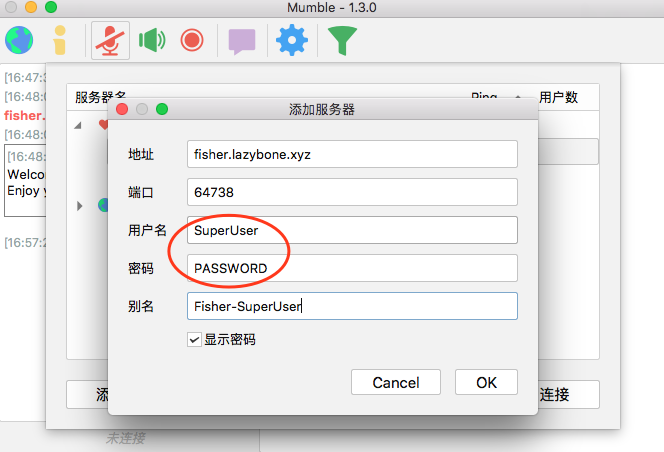 Mumble - 1.3.0
[16:47:3
[16:48:0
fisher.
[16:48:0
[16:48:
Welco
Enjoy y
[16:57:2
服务器名
Ping
用户数
添加服务器
地址
fisher.lazybone.xyz
端口
64738
用户名
SuperUser
密码
PASSWORD
别名
Fisher-SuperUser
显示密码
Cancel
OK
连接
未连接